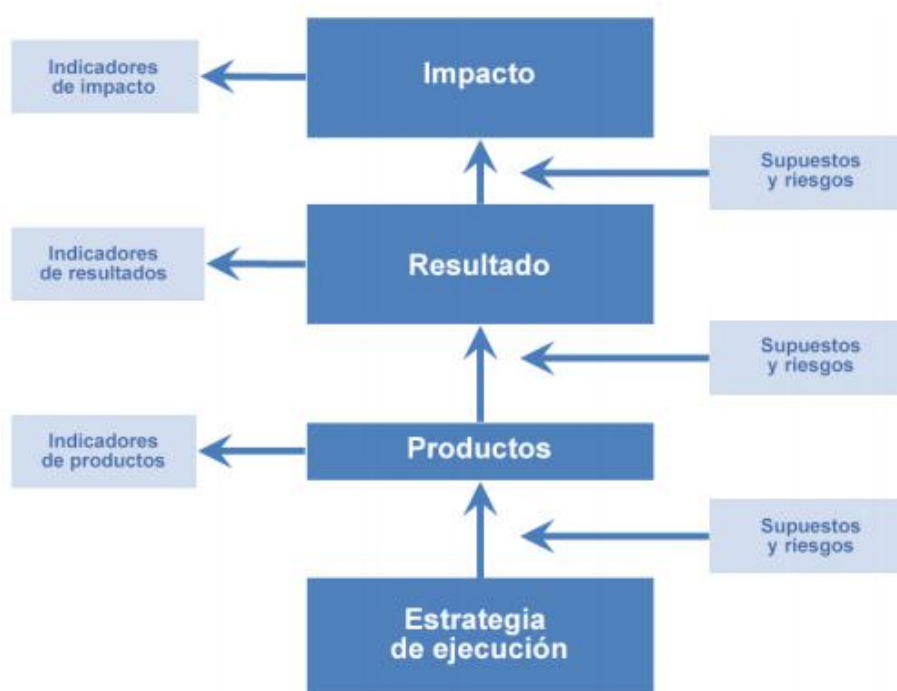 Impacto
Indicadores
de impacto
Supuestos
y riesgos
Resultado
Indicadores
de resultados
Supuestos
y riesgos
Productos
Indicadores
de productos
Supuestos
y riesgos
Estrategia
de ejecución